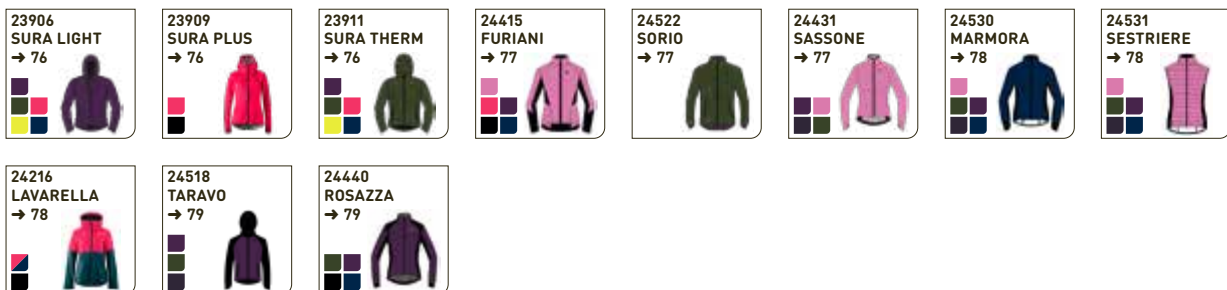 23906
SURA LIGHT
→ 76
23909
SURA PLUS
→ 76
23911
SURA THERM
→ 76
24415
FURIANI
→ 77
24522
SORIO
→ 77
24431
SASSONE
→ 77
24530
MARMORA
→ 78
24531
SESTRIERE
→ 78
24216
LAVARELLA
→ 78
24518
TARAVO
→ 79
24440
ROSAZZA
→ 79